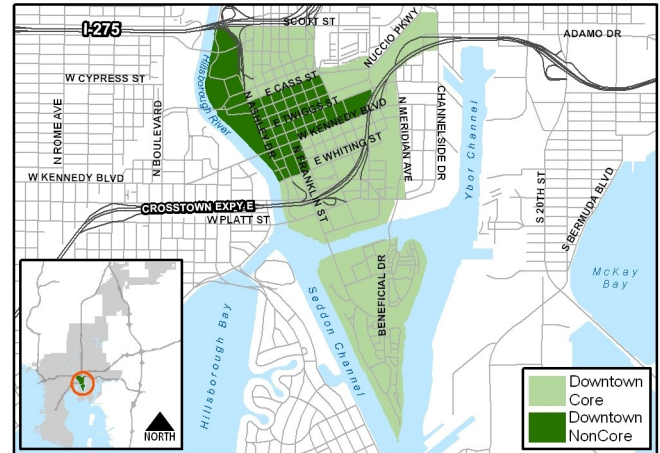 I-275
SCOTT ST
NUCCIO PKWY
ADAMO DR
W CYPRESS ST
Hillsborough River
E CASS ST
E TWIGGS ST
W KENNEDY BLVD
N ASHLEY DR
N ROME AVE
N BOULEVARD
E WHITING ST
N MERIDIAN AVE
CHANNELSIDE DR
Ybor Channel
W KENNEDY BLVD
N FRANKLIN ST
S 20TH ST
S BERMUDA BLVD
CROSSTOWN EXPY E
W PLATT ST
McKay
Bay
BENEFICIAL DR
Seddon Channel
Hillsborough Bay
NORTH
Downtown
Core
Downtown
NonCore